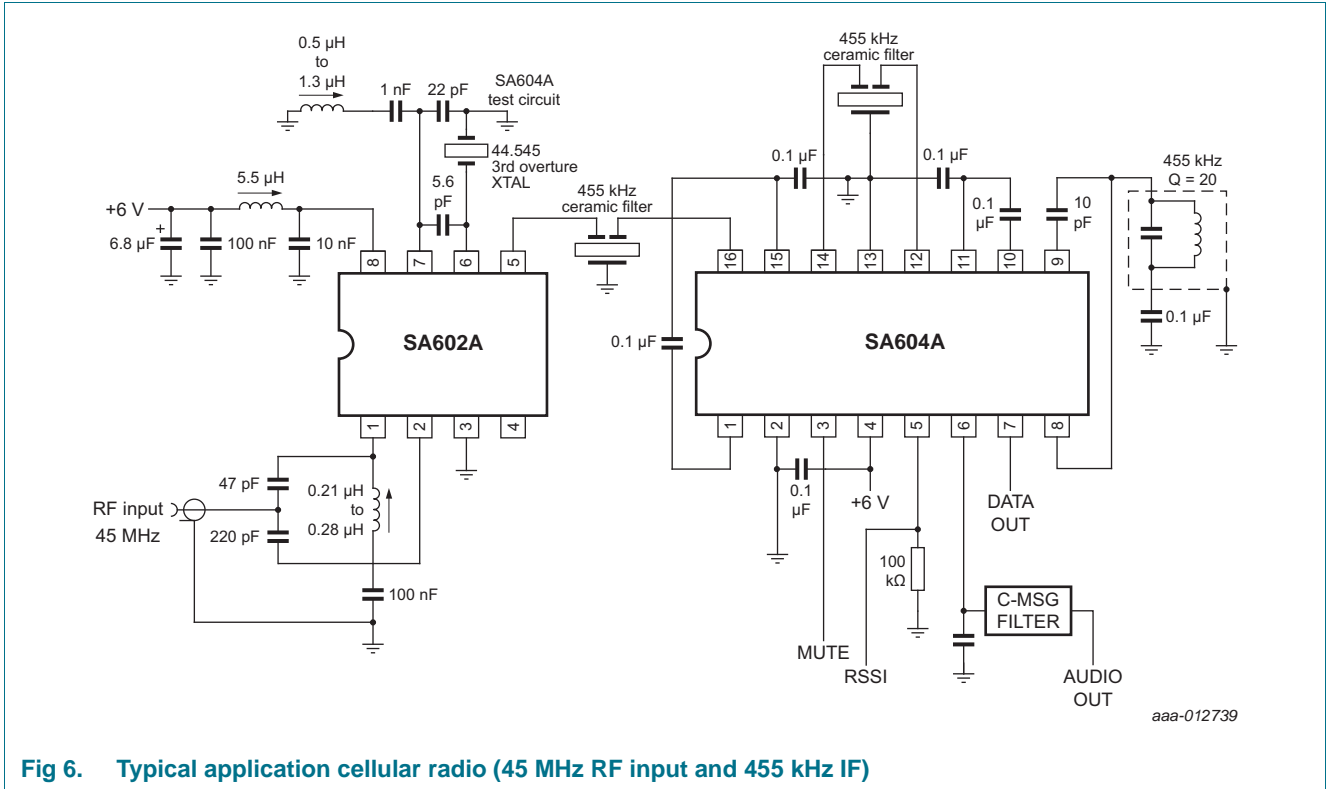 0.5 µH
to
1.3 µH
1 nF
22 pF
SA604A
test circuit
44.545
3rd overture
XTAL
5.6
pF
5.5 µH
+6 V
+
6.8 µF
100 nF
10 nF
455 kHz
ceramic filter
455 kHz
ceramic filter
0.1 µF
0.1 µF
0.1
µF
10
pF
455 kHz
Q = 20
0.1 µF
8
7
6
5
SA602A
1
2
3
4
0.1 µF
16
15
14
13
12
11
10
9
SA604A
1
2
3
4
5
6
7
8
47 pF
0.21 µH
to
0.28 µH
RF input
45 MHz
220 pF
100 nF
0.1
µF
+6 V
DATA
OUT
100
kΩ
C-MSG
FILTER
MUTE
RSSI
AUDIO
OUT
aaa-012739
Fig 6. Typical application cellular radio (45 MHz RF input and 455 kHz IF)